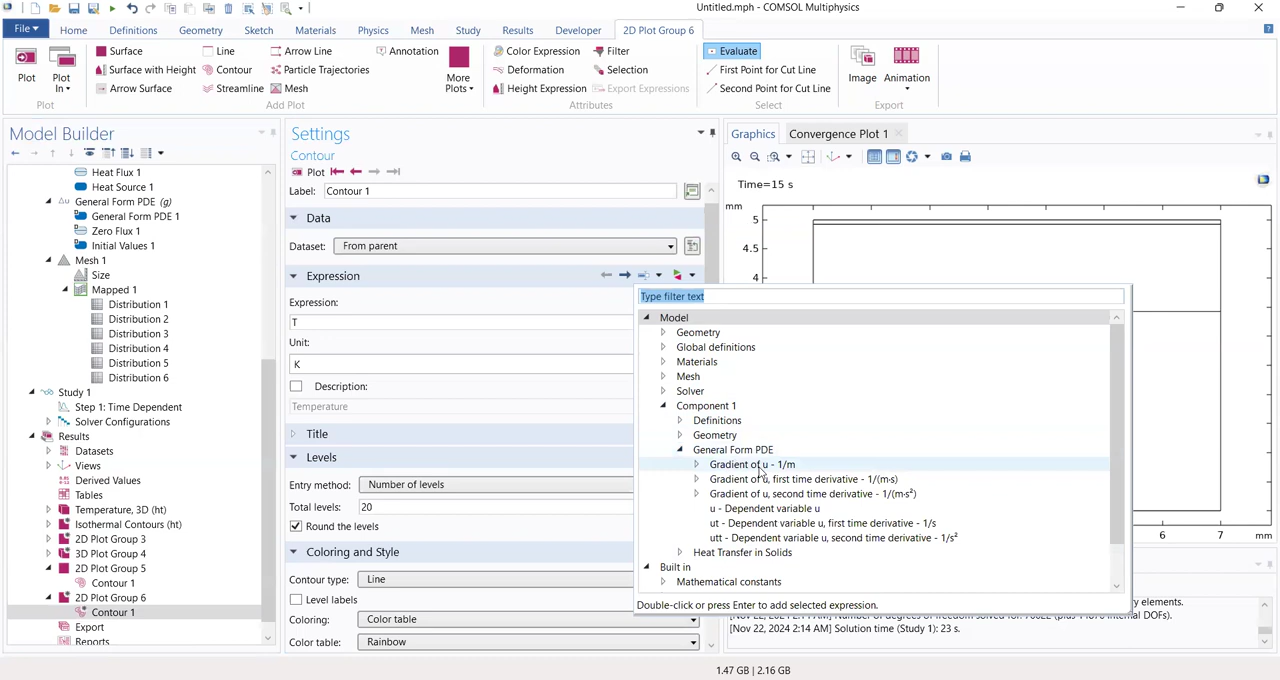 Untitled.mph - COMSOL Multiphysics
File
Home
Definitions
Geometry
Sketch
Materials
Physics
Mesh
Study
Results
Developer
2D Plot Group 6
Plot
Plot In
Plot
Surface
Surface with Height
Arrow Surface
Line
Contour
Streamline
Arrow Line
Particle Trajectories
Mesh
Annotation
More Plots
Add Plot
Color Expression
Deformation
Height Expression
Filter
Selection
Export Expressions
Attributes
Evaluate
First Point for Cut Line
Second Point for Cut Line
Select
Image
Animation
Export
Model Builder
Heat Flux 1
Heat Source 1
General Form PDE (g)
General Form PDE 1
Zero Flux 1
Initial Values 1
Mesh 1
Size
Mapped 1
Distribution 1
Distribution 2
Distribution 3
Distribution 4
Distribution 5
Distribution 6
Study 1
Step 1: Time Dependent
Solver Configurations
Results
Datasets
Views
Derived Values
Tables
Temperature, 3D (ht)
Isothermal Contours (ht)
2D Plot Group 3
3D Plot Group 4
2D Plot Group 5
Contour 1
2D Plot Group 6
Contour 1
Export
Reports
Settings
Contour
Plot
Label: Contour 1
Data
Dataset: From parent
Expression
Expression:
T
Unit:
K
Description:
Temperature
Title
Levels
Entry method: Number of levels
Total levels: 20
Round the levels
Coloring and Style
Contour type: Line
Level labels
Coloring: Color table
Color table: Rainbow
Graphics
Convergence Plot 1
Time=15 s
mm
5
4.5
4
6
7
mm
Type filter text
Model
Geometry
Global definitions
Materials
Mesh
Solver
Component 1
Definitions
Geometry
General Form PDE
Gradient of u - 1/m
Gradient of u, first time derivative - 1/(m·s)
Gradient of u, second time derivative - 1/(m·s²)
u - Dependent variable u
ut - Dependent variable u, first time derivative - 1/s
utt - Dependent variable u, second time derivative - 1/s²
Heat Transfer in Solids
Built in
Mathematical constants
Double-click or press Enter to add selected expression.
ry elements.
[Nov 22, 2024 2:14 AM] Solution time (Study 1): 23 s.
1.47 GB | 2.16 GB